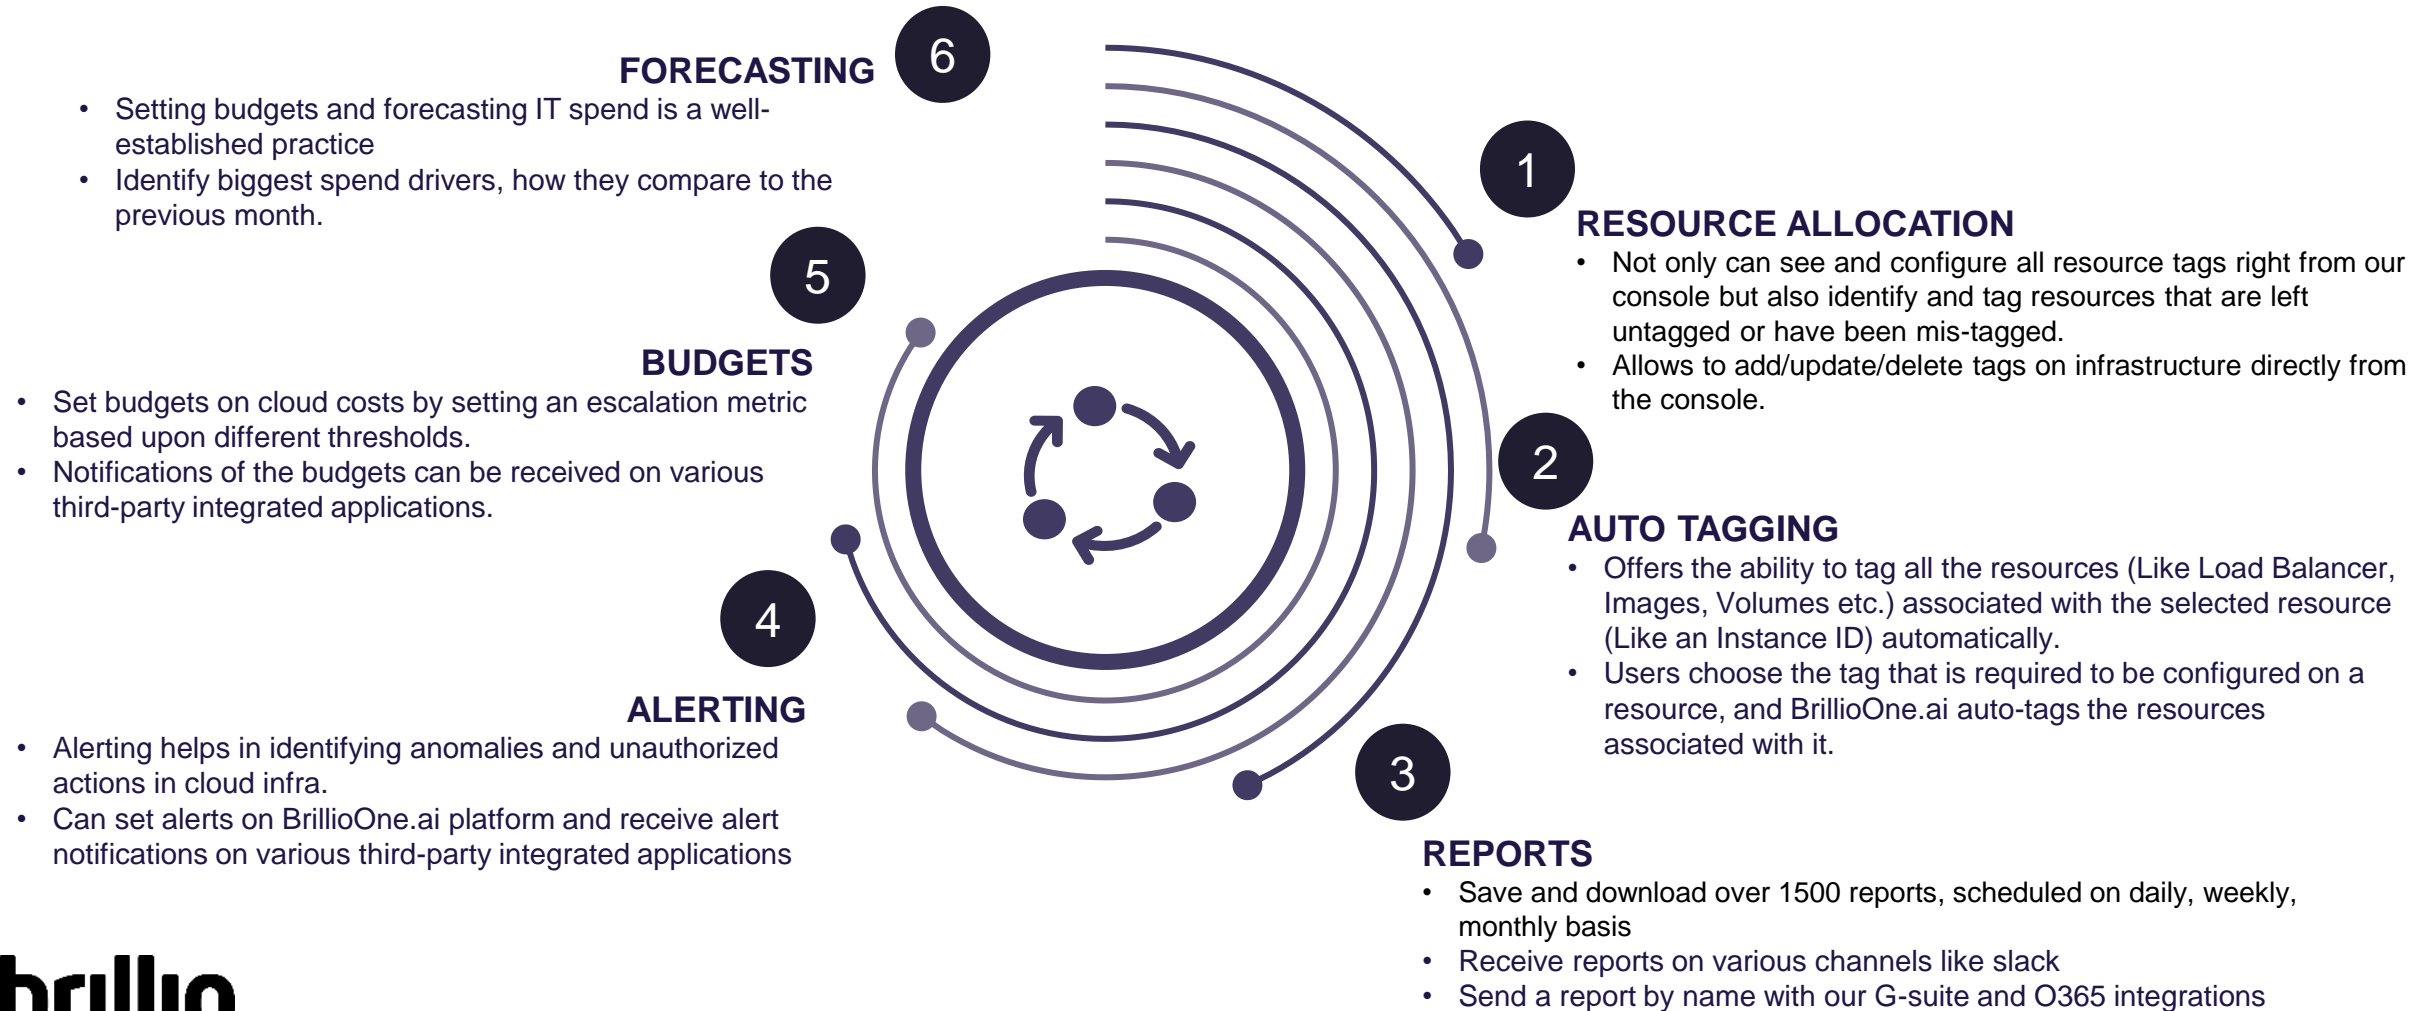 6
FORECASTING
• Setting budgets and forecasting IT spend is a well-
established practice
• Identify biggest spend drivers, how they compare to the
previous month.
1
RESOURCE ALLOCATION
• Not only can see and configure all resource tags right from our
console but also identify and tag resources that are left
untagged or have been mis-tagged.
• Allows to add/update/delete tags on infrastructure directly from
the console.
5
BUDGETS
• Set budgets on cloud costs by setting an escalation metric
based upon different thresholds.
• Notifications of the budgets can be received on various
third-party integrated applications.
2
AUTO TAGGING
• Offers the ability to tag all the resources (Like Load Balancer,
Images, Volumes etc.) associated with the selected resource
(Like an Instance ID) automatically.
• Users choose the tag that is required to be configured on a
resource, and BrillioOne.ai auto-tags the resources
associated with it.
4
ALERTING
• Alerting helps in identifying anomalies and unauthorized
actions in cloud infra.
• Can set alerts on BrillioOne.ai platform and receive alert
notifications on various third-party integrated applications
3
REPORTS
• Save and download over 1500 reports, scheduled on daily, weekly,
monthly basis
• Receive reports on various channels like slack
• Send a report by name with our G-suite and O365 integrations
brillio